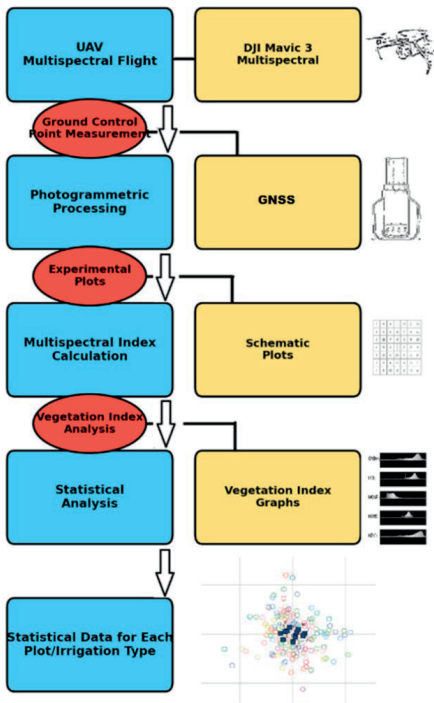 UAV
Multispectral Flight
DJI Mavic 3
Multispectral
Ground Control
Point Measurement
Photogrammetric
Processing
GNSS
Experimental
Plots
Multispectral Index
Calculation
Schematic
Plots
Vegetation Index
Analysis
Statistical
Analysis
Vegetation Index
Graphs
Statistical Data for Each
Plot/Irrigation Type